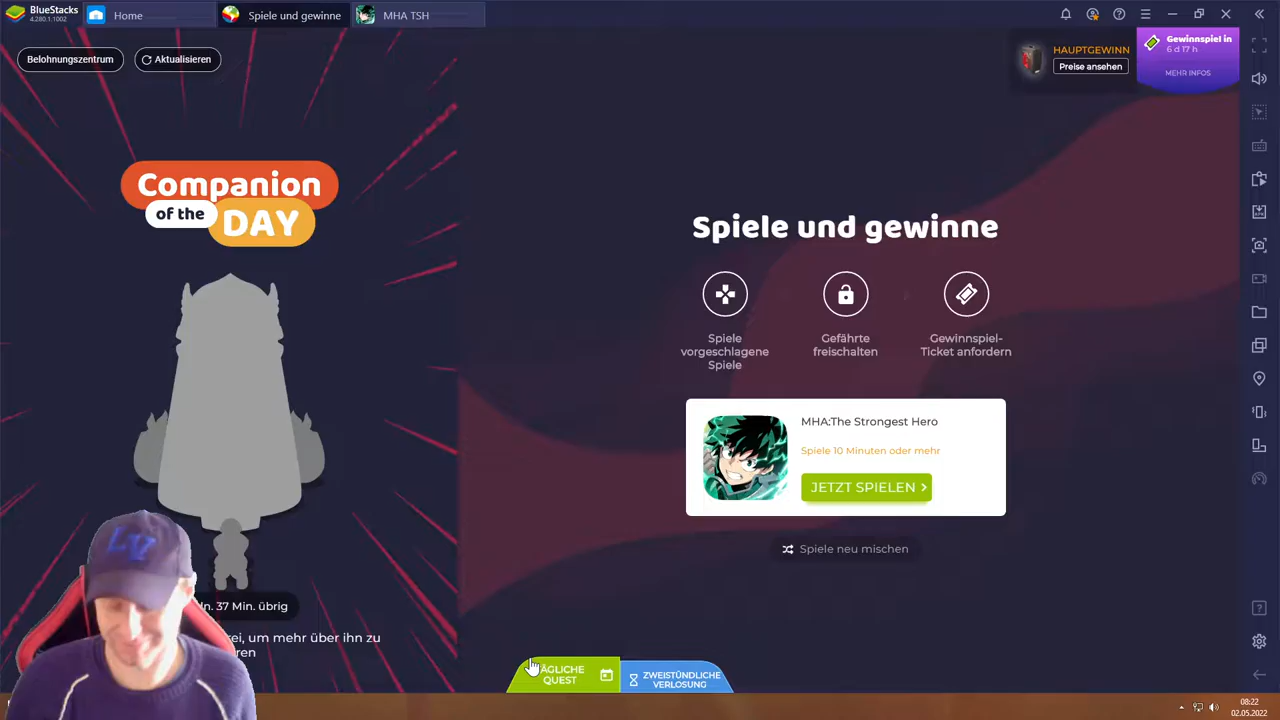 BlueStacks
4.280.1.1002
Home
Spiele und gewinne
MHA TSH
Belohnungszentrum
Aktualisieren
HAUPTGEWINN
Preise ansehen
Gewinnspiel in
6 d 17 h
MEHR INFOS
Companion
of the
DAY
Spiele und gewinne
Spiele
vorgeschlagene
Spiele
Gefährte
freischalten
Gewinnspiel-
Ticket anfordern
MHA:The Strongest Hero
Spiele 10 Minuten oder mehr
JETZT SPIELEN
Spiele neu mischen
37 Min. übrig
um mehr über ihn zu
QUEST
ZWEISTÜNDLICHE
VERLOSUNG
LV
08:22
02.05.2022